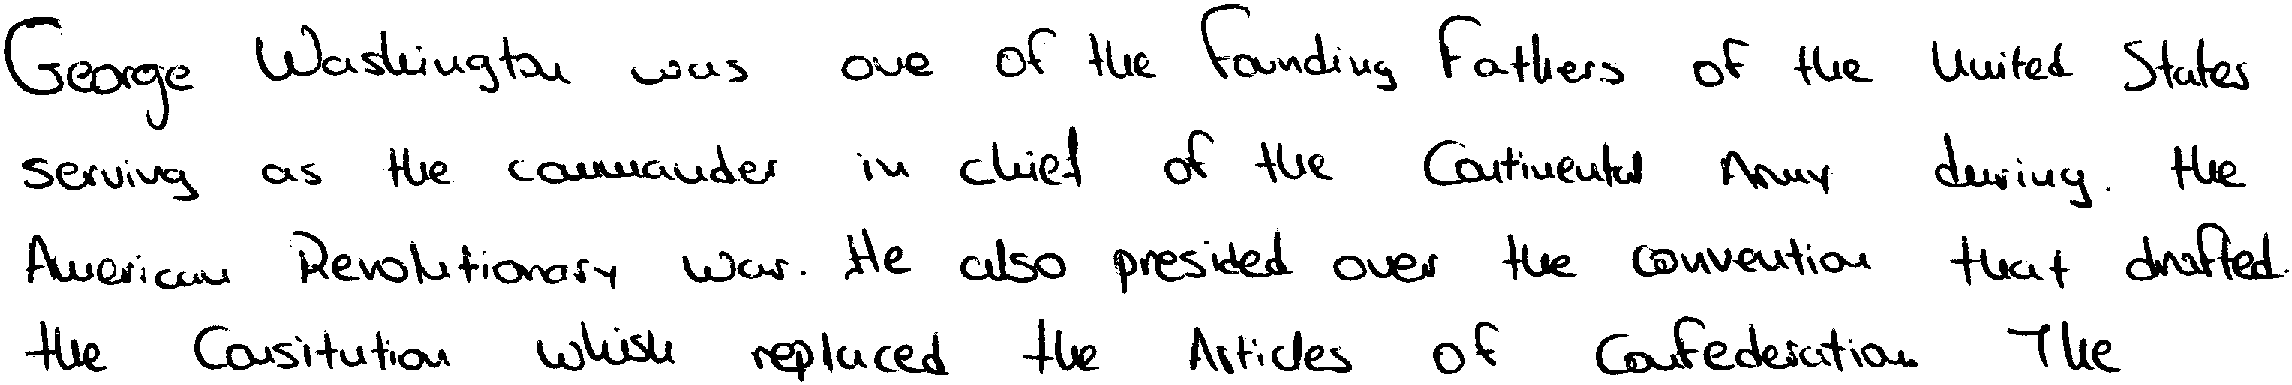 George Washington was one of the Founding Fathers of the United States
serving as the commander in chief of the Continental Army during. the
American Revolutionary War. He also presided over the convention that drafted.
the Consitution whish replaced the Articles of Confederation The